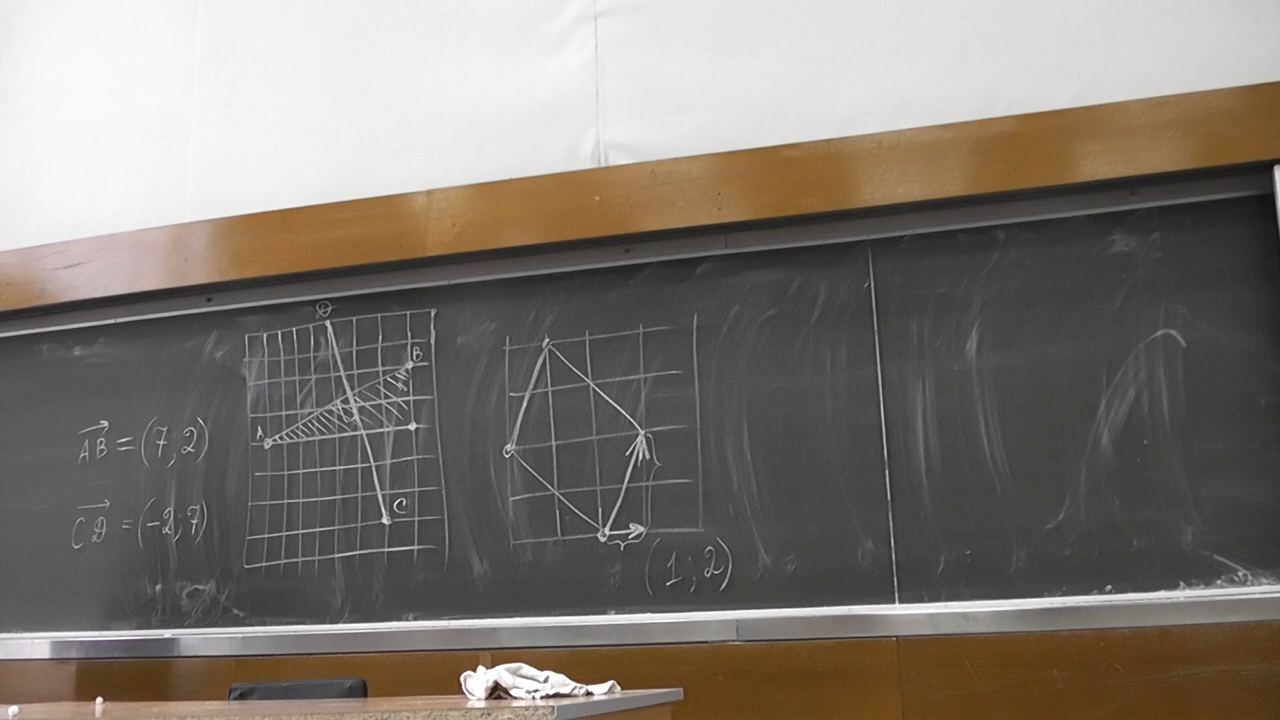 AB = (7; 2)
CD = (-2; 7)
D
B
A
C
(1; 2)